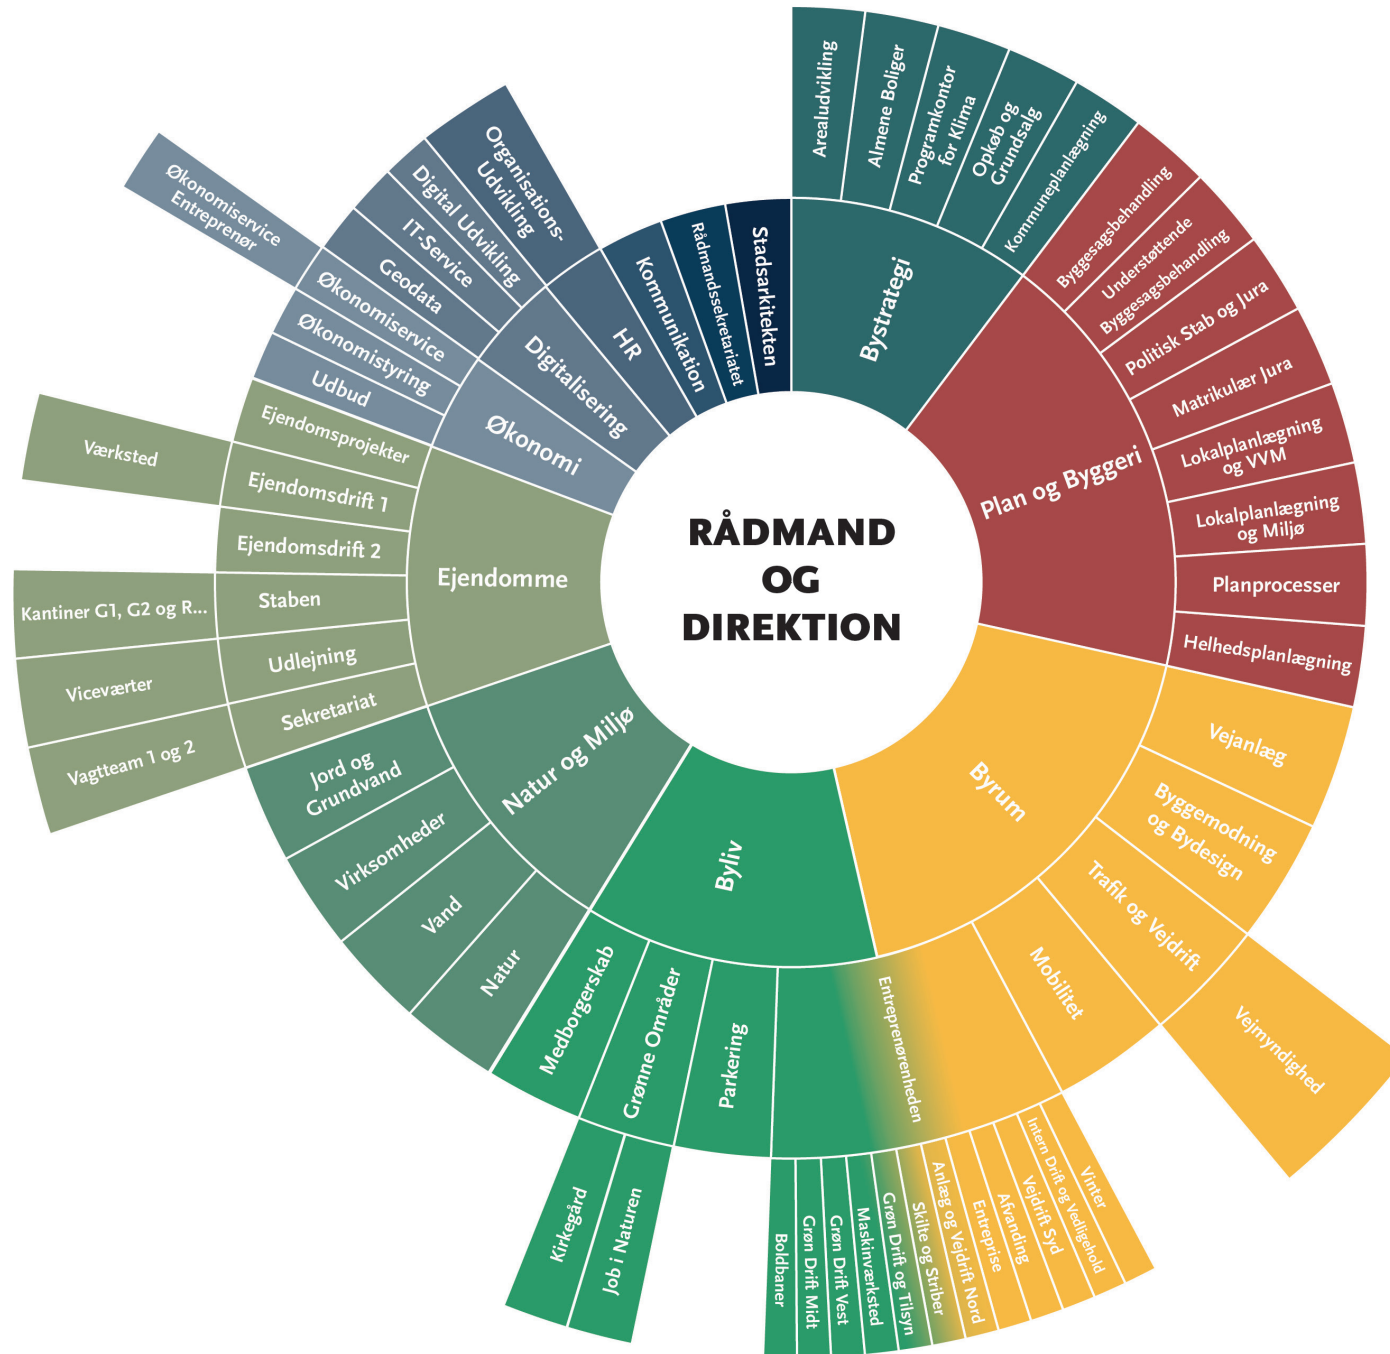 RÅDMAND
OG
DIREKTION
Bystrategi
Arealudvikling
Almene Boliger
Programkontor
for Klima
Opkøb og
Grundsalg
Kommuneplanlægning
Plan og Byggeri
Byggesagsbehandling
Understøttende
Byggesagsbehandling
Politisk Stab og Jura
Matrikulær Jura
Lokalplanlægning
og VVM
Lokalplanlægning
og Miljø
Planprocesser
Helhedsplanlægning
Byrum
Vejanlæg
Byggemodning
og Bydesign
Trafik og Vejdrift
Vejmyndighed
Mobilitet
Entreprenørenheden
Vinter
Intern Drift og Vedligehold
Vejdrift Syd
Afvanding
Entreprise
Anlæg og Vejdrift Nord
Skilte og Striber
Grøn Drift og Tilsyn
Maskinværksted
Grøn Drift Vest
Grøn Drift Midt
Boldbaner
Byliv
Parkering
Grønne Områder
Job i Naturen
Kirkegård
Medborgerskab
Natur og Miljø
Natur
Vand
Virksomheder
Jord og
Grundvand
Ejendomme
Sekretariat
Vagtteam 1 og 2
Udlejning
Viceværter
Staben
Kantiner G1, G2 og R...
Ejendomsdrift 2
Ejendomsdrift 1
Værksted
Ejendomsprojekter
Økonomi
Udbud
Økonomistyring
Økonomiservice
Økonomiservice
Entreprenør
Digitalisering
Geodata
IT-Service
Digital Udvikling
HR
Organisations-
Udvikling
Kommunikation
Rådmandssekretariatet
Stadsarkitekten